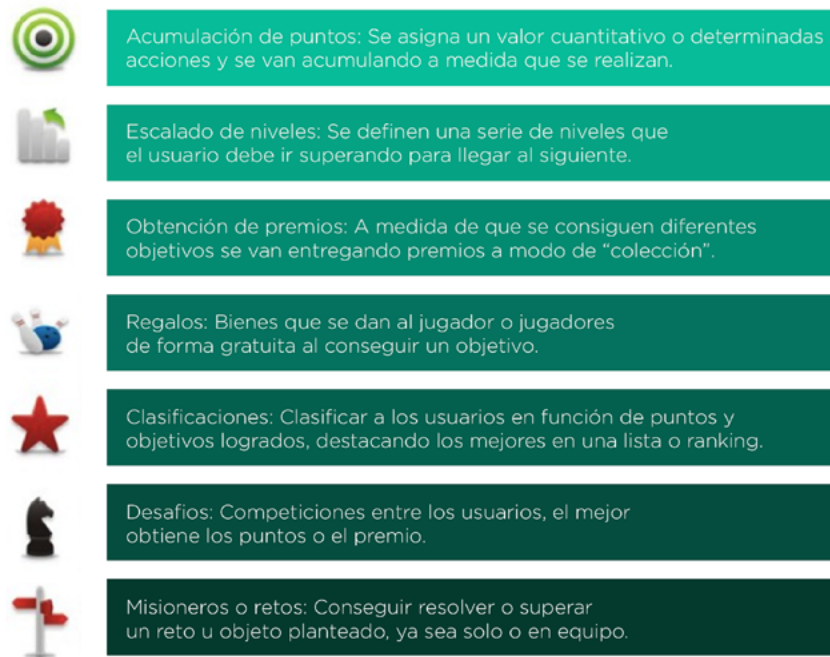 Acumulación de puntos: Se asigna un valor cuantitativo o determinadas
acciones y se van acumulando a medida que se realizan.
Escalado de niveles: Se definen una serie de niveles que
el usuario debe ir superando para llegar al siguiente.
Obtención de premios: A medida de que se consiguen diferentes
objetivos se van entregando premios a modo de “colección”.
Regalos: Bienes que se dan al jugador o jugadores
de forma gratuita al conseguir un objetivo.
Clasificaciones: Clasificar a los usuarios en función de puntos y
objetivos logrados, destacando los mejores en una lista o ranking.
Desafios: Competiciones entre los usuarios, el mejor
obtiene los puntos o el premio.
Misioneros o retos: Conseguir resolver o superar
un reto u objeto planteado, ya sea solo o en equipo.